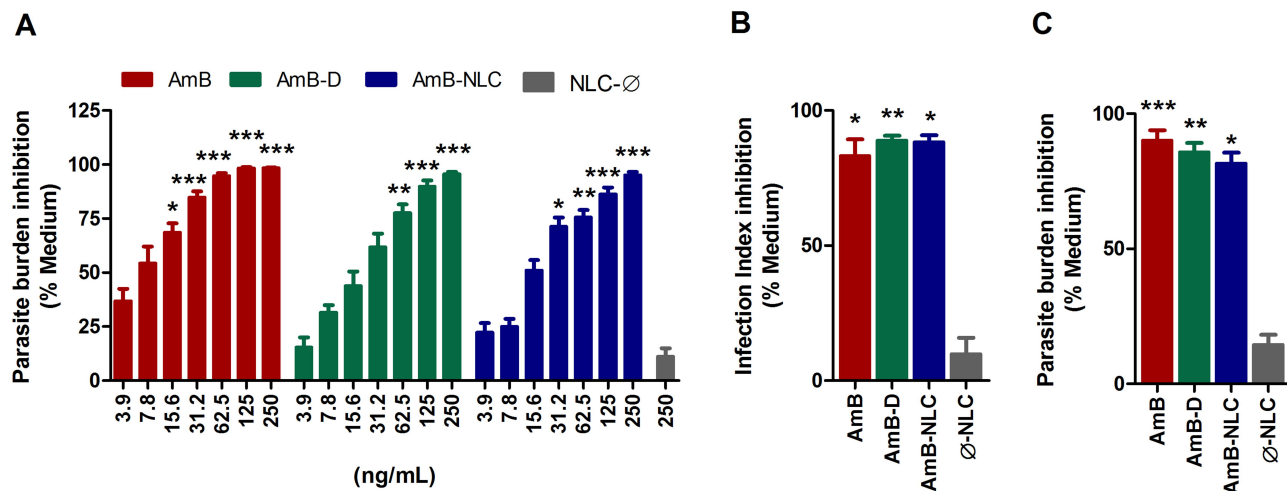 A
AmB
AmB-D
AmB-NLC
NLC-∅
Parasite burden inhibition
(% Medium)
125
100
75
50
25
0
*
***
***
***
***
**
***
***
*
**
***
***
3.9
7.8
15.6
31.2
62.5
125
250
3.9
7.8
15.6
31.2
62.5
125
250
3.9
7.8
15.6
31.2
62.5
125
250
250
(ng/mL)
B
Infection Index inhibition
(% Medium)
100
50
0
*
**
*
AmB
AmB-D
AmB-NLC
∅-NLC
C
Parasite burden inhibition
(% Medium)
100
50
0
***
**
*
AmB
AmB-D
AmB-NLC
∅-NLC